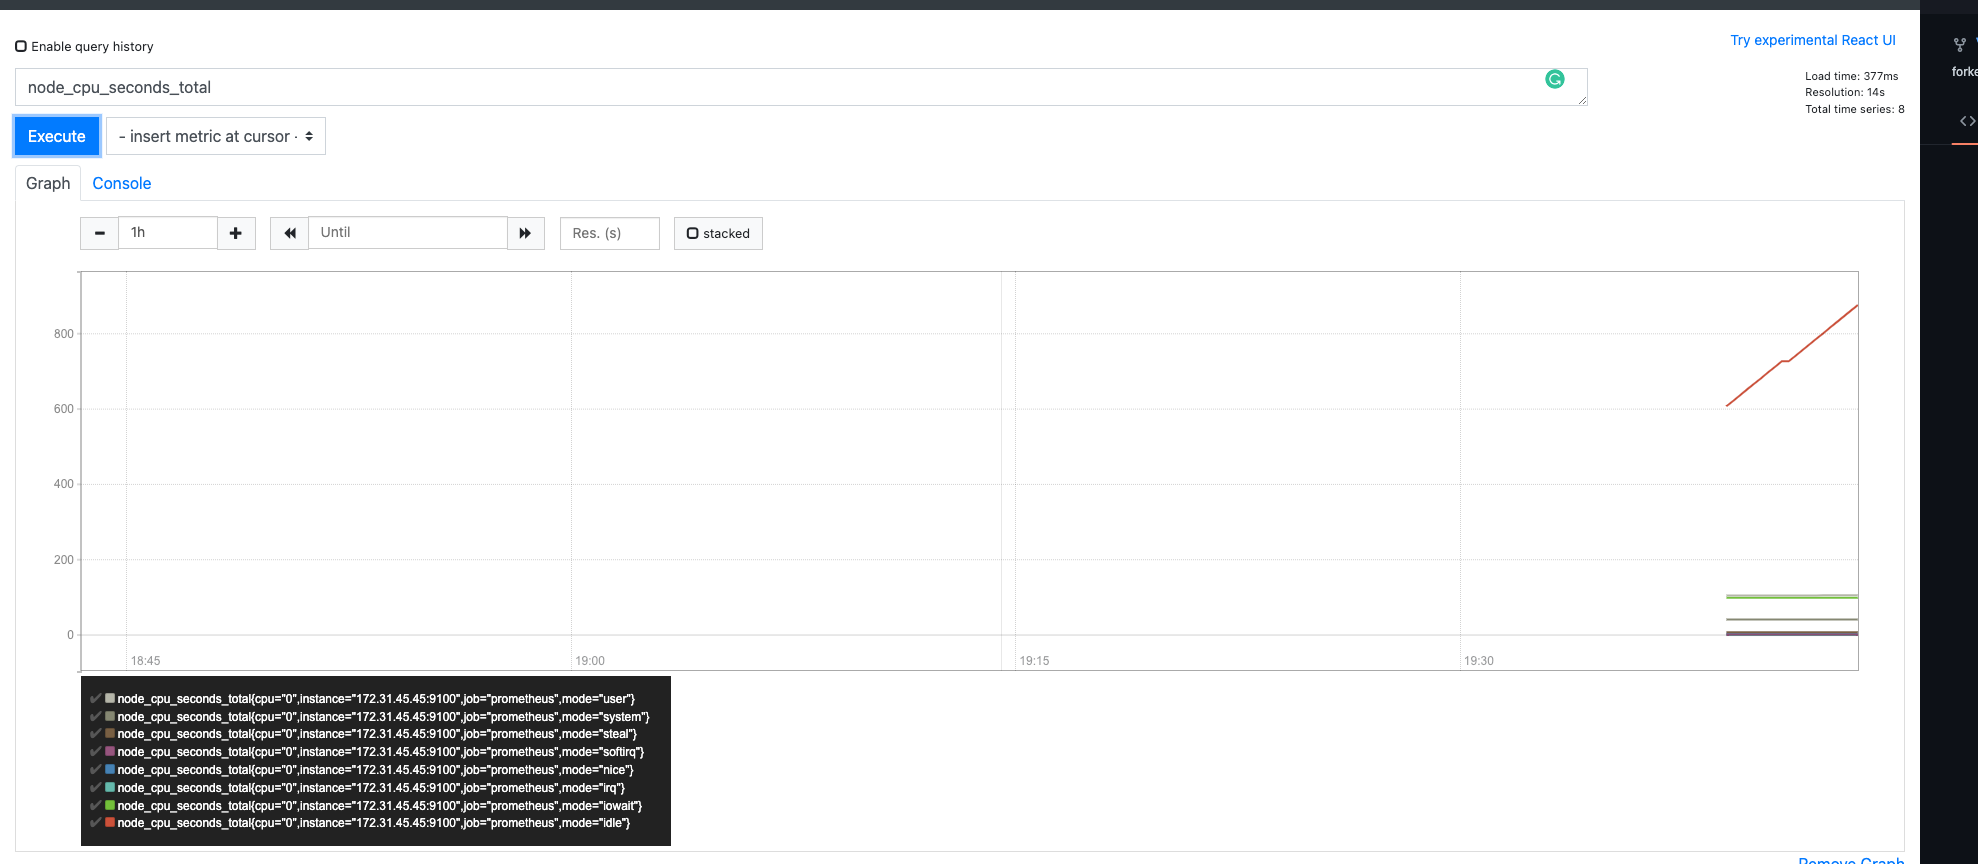 Enable query history
Try experimental React UI
node_cpu_seconds_total
Load time: 377ms
Resolution: 14s
Total time series: 8
Execute
- insert metric at cursor -
Graph
Console
1h
Until
Res. (s)
stacked
800
600
400
200
0
18:45
19:00
19:15
19:30
node_cpu_seconds_total{cpu="0",instance="172.31.45.45:9100",job="prometheus",mode="user"}
node_cpu_seconds_total{cpu="0",instance="172.31.45.45:9100",job="prometheus",mode="system"}
node_cpu_seconds_total{cpu="0",instance="172.31.45.45:9100",job="prometheus",mode="steal"}
node_cpu_seconds_total{cpu="0",instance="172.31.45.45:9100",job="prometheus",mode="softirq"}
node_cpu_seconds_total{cpu="0",instance="172.31.45.45:9100",job="prometheus",mode="nice"}
node_cpu_seconds_total{cpu="0",instance="172.31.45.45:9100",job="prometheus",mode="irq"}
node_cpu_seconds_total{cpu="0",instance="172.31.45.45:9100",job="prometheus",mode="iowait"}
node_cpu_seconds_total{cpu="0",instance="172.31.45.45:9100",job="prometheus",mode="idle"}
Remove Graph
forke